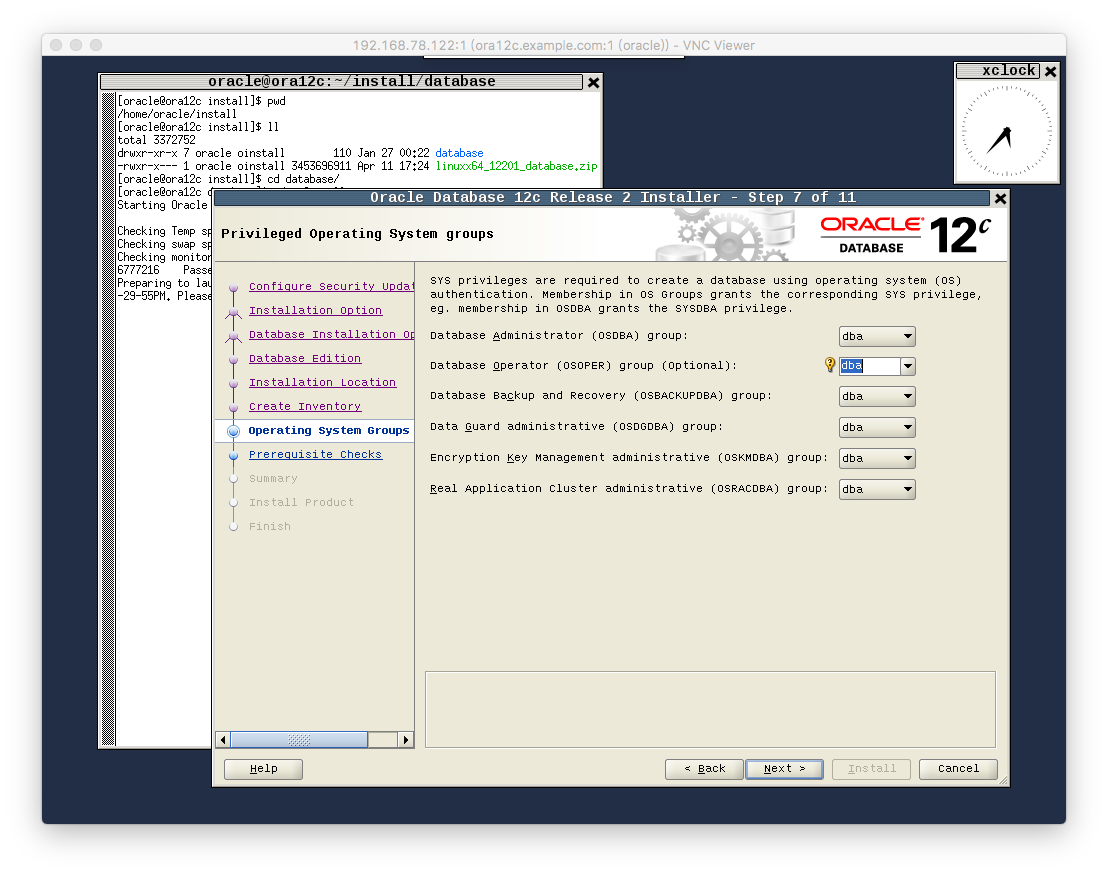 192.168.78.122:1 (ora12c.example.com:1 (oracle)) - VNC Viewer
oracle@ora12c:~/install/database
[oracle@ora12c install]$ pwd
/home/oracle/install
[oracle@ora12c install]$ ll
total 3372752
drwxr-xr-x 7 oracle oinstall 110 Jan 27 00:22 database
-rwxr-x--- 1 oracle oinstall 3453696911 Apr 11 17:24 linuxx64_12201_database.zip
[oracle@ora12c install]$ cd database/
[oracle@ora12c d
Starting Oracle
Checking Temp sp
Checking swap sp
Checking monitor
6777216 Passe
Preparing to lau
-29-55PM. Please
xclock
Oracle Database 12c Release 2 Installer - Step 7 of 11
Privileged Operating System groups
ORACLE
DATABASE
12c
Configure Security Updat
Installation Option
Database Installation Op
Database Edition
Installation Location
Create Inventory
Operating System Groups
Prerequisite Checks
Summary
Install Product
Finish
SYS privileges are required to create a database using operating system (OS)
authentication. Membership in OS Groups grants the corresponding SYS privilege,
eg. membership in OSDBA grants the SYSDBA privilege.
Database Administrator (OSDBA) group: dba
Database Operator (OSOPER) group (Optional): dba
Database Backup and Recovery (OSBACKUPDBA) group: dba
Data Guard administrative (OSDGDBA) group: dba
Encryption Key Management administrative (OSKMDBA) group: dba
Real Application Cluster administrative (OSRACDBA) group: dba
Help
< Back
Next >
Install
Cancel